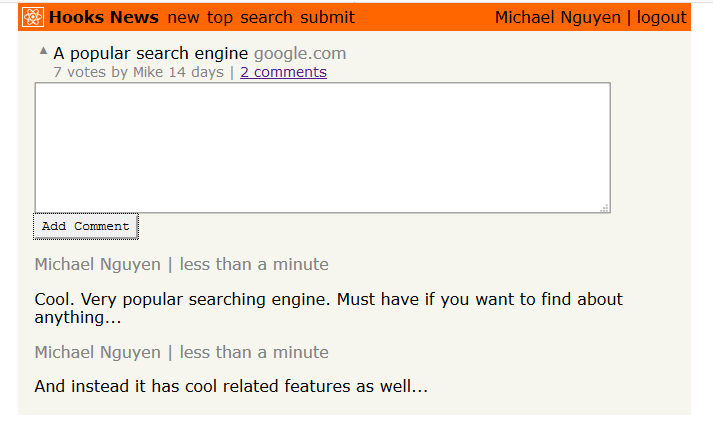 Hooks News new top search submit Michael Nguyen | logout
▲ A popular search engine google.com
7 votes by Mike 14 days | 2 comments
Add Comment
Michael Nguyen | less than a minute
Cool. Very popular searching engine. Must have if you want to find about
anything...
Michael Nguyen | less than a minute
And instead it has cool related features as well...